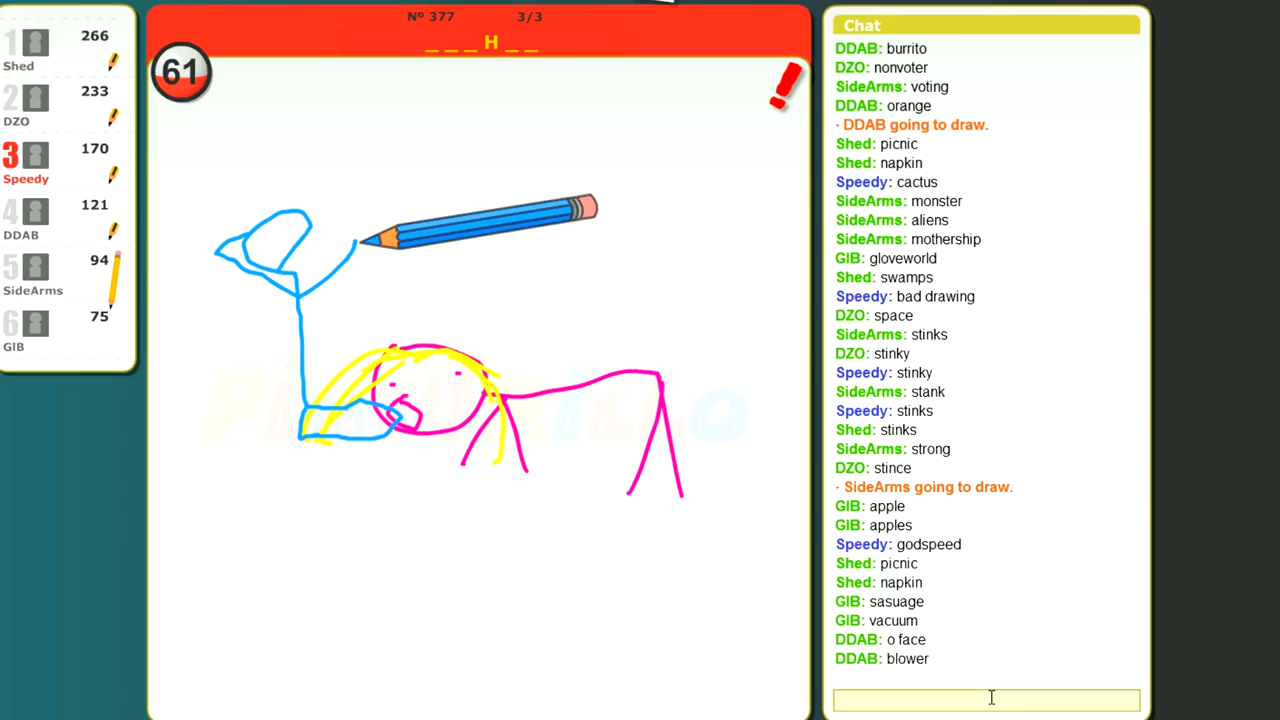 1
266
Shed
2
233
DZO
3
170
Speedy
4
121
DDAB
5
94
SideArms
6
75
GIB
Nº 377 3/3
_ _ _ H _ _
61
Chat
DDAB: burrito
DZO: nonvoter
SideArms: voting
DDAB: orange
· DDAB going to draw.
Shed: picnic
Shed: napkin
Speedy: cactus
SideArms: monster
SideArms: aliens
SideArms: mothership
GIB: gloveworld
Shed: swamps
Speedy: bad drawing
DZO: space
SideArms: stinks
DZO: stinky
Speedy: stinky
SideArms: stank
Speedy: stinks
Shed: stinks
SideArms: strong
DZO: stince
· SideArms going to draw.
GIB: apple
GIB: apples
Speedy: godspeed
Shed: picnic
Shed: napkin
GIB: sasuage
GIB: vacuum
DDAB: o face
DDAB: blower